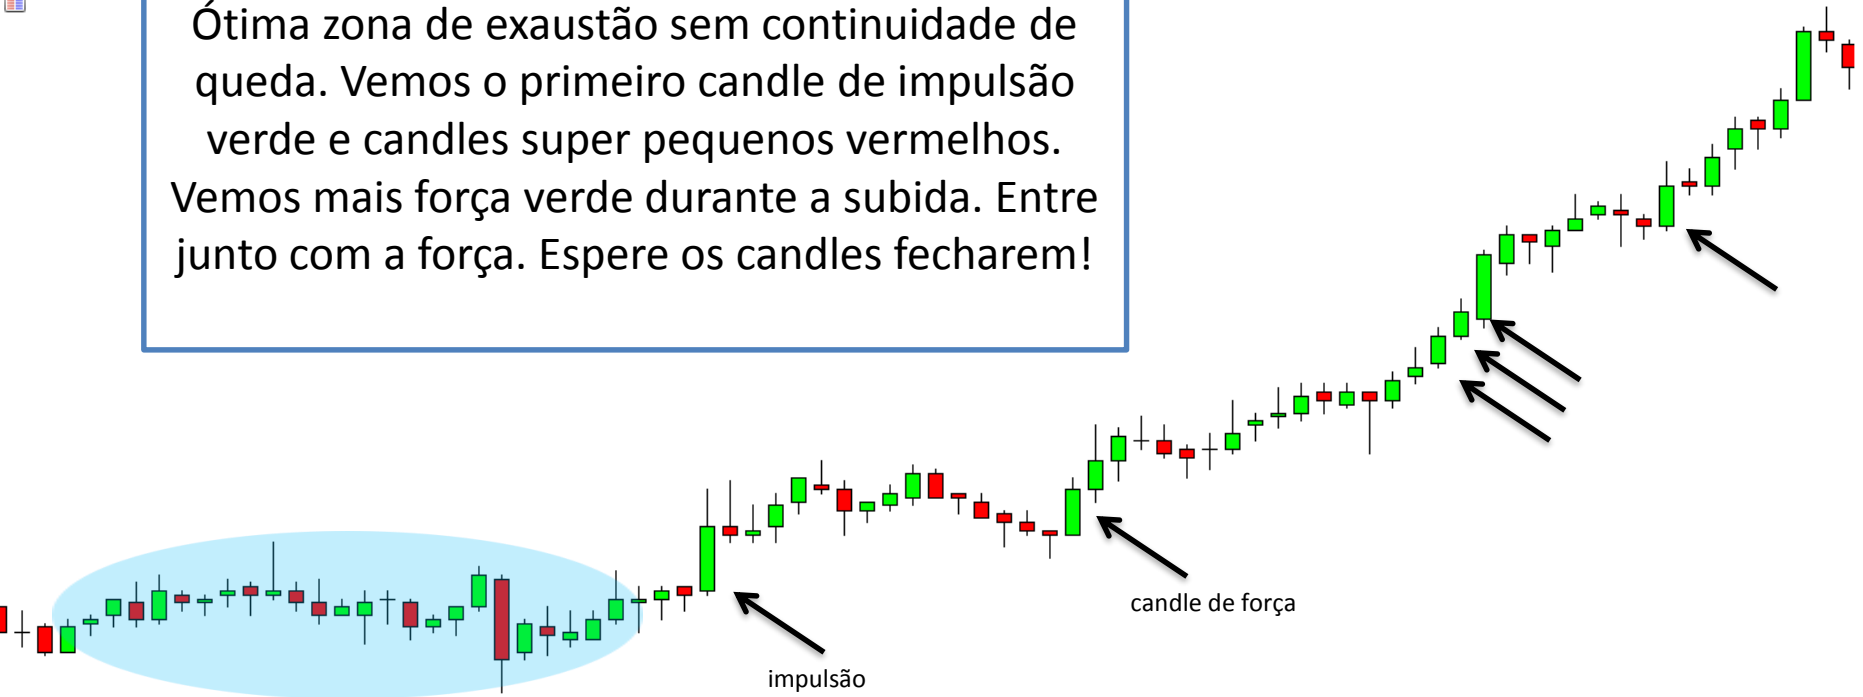 Ótima zona de exaustão sem continuidade de
queda. Vemos o primeiro candle de impulsão
verde e candles super pequenos vermelhos.
Vemos mais força verde durante a subida. Entre
junto com a força. Espere os candles fecharem!
candle de força
impulsão